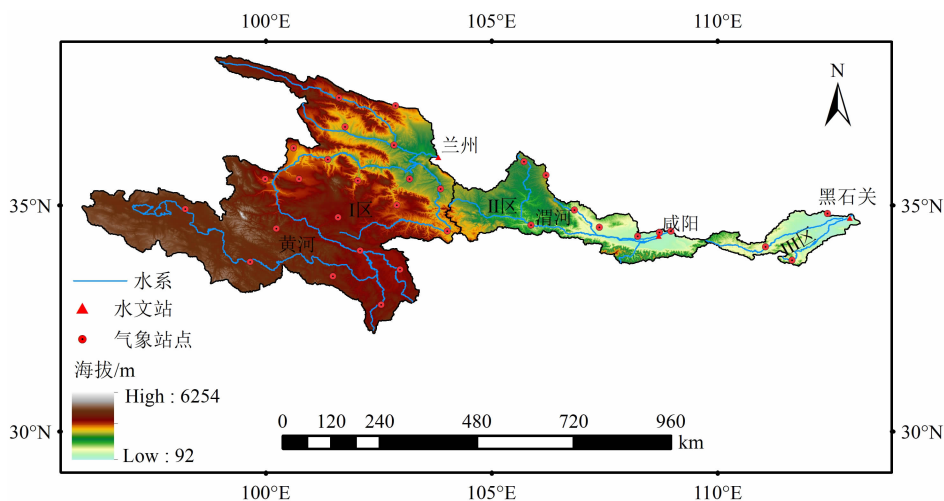 100°E 105°E 110°E
N
兰州
黑石关
35°N 35°N
I区
II区
渭河
咸阳
III区
黄河
水系
水文站
气象站点
海拔/m
High : 6254
Low : 92
0 120 240 480 720 960
km
30°N 30°N
100°E 105°E 110°E